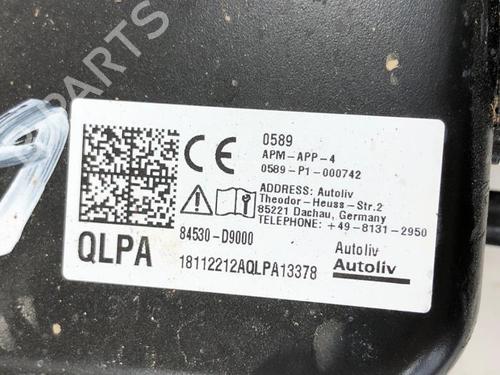 PARTS
0589
APM-APP-4
0589-P1-000742
ADDRESS: Autoliv
Theodor-Heuss-Str.2
85221 Dachau, Germany
TELEPHONE: +49-8131-2950
84530-D9000
QLPA
18112212AQLPA13378
Autoliv
Autoliv